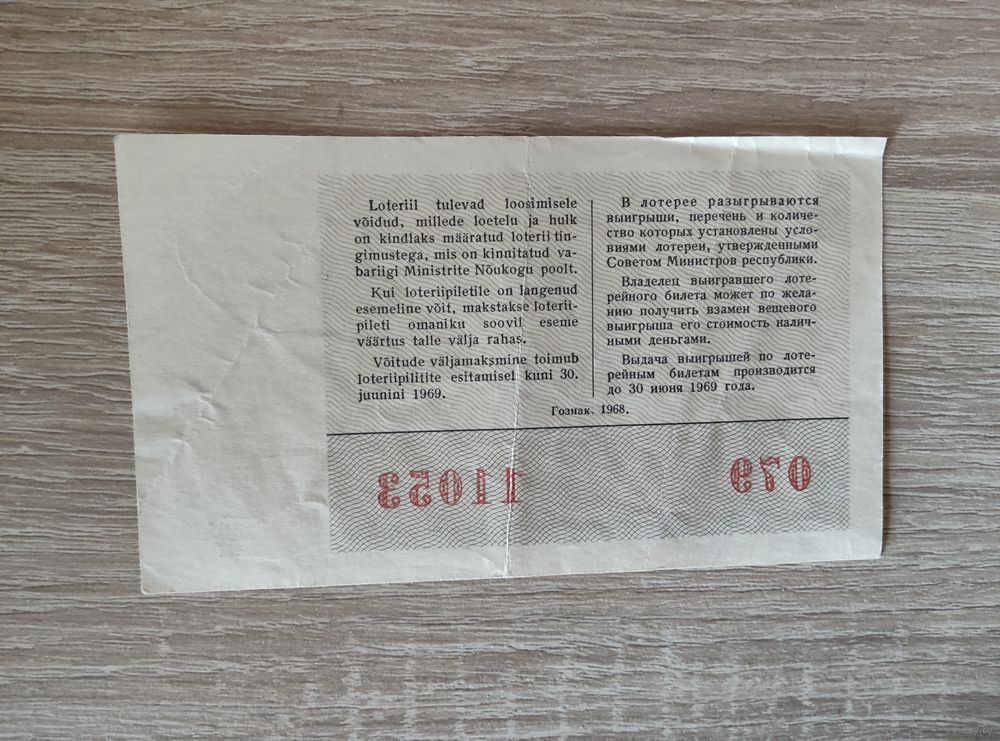 Loteriil tulevad loosimisele
võidud, millede loetelu ja hulk
on kindlaks määratud loterii tin-
gimustega, mis on kinnitatud va-
bariigi Ministrite Nõukogu poolt.
Kui loteriipiletile on langenud
esemeline võit, makstakse loterii-
pileti omaniku soovil eseme
väärtus talle välja rahas.
Võitude väljamaksmine toimub
loteriipilitite esitamisel kuni 30.
juunini 1969.
В лотерее разыгрываются
выигрыши, перечень и количе-
ство которых установлены усло-
виями лотереи, утвержденными
Советом Министров республики.
Владелец выигравшего лоте-
рейного билета может по жела-
нию получить взамен вещевого
выигрыша его стоимость налич-
ными деньгами.
Выдача выигрышей по лоте-
рейным билетам производится
до 30 июня 1969 года.
Гознак. 1968.
11053 079